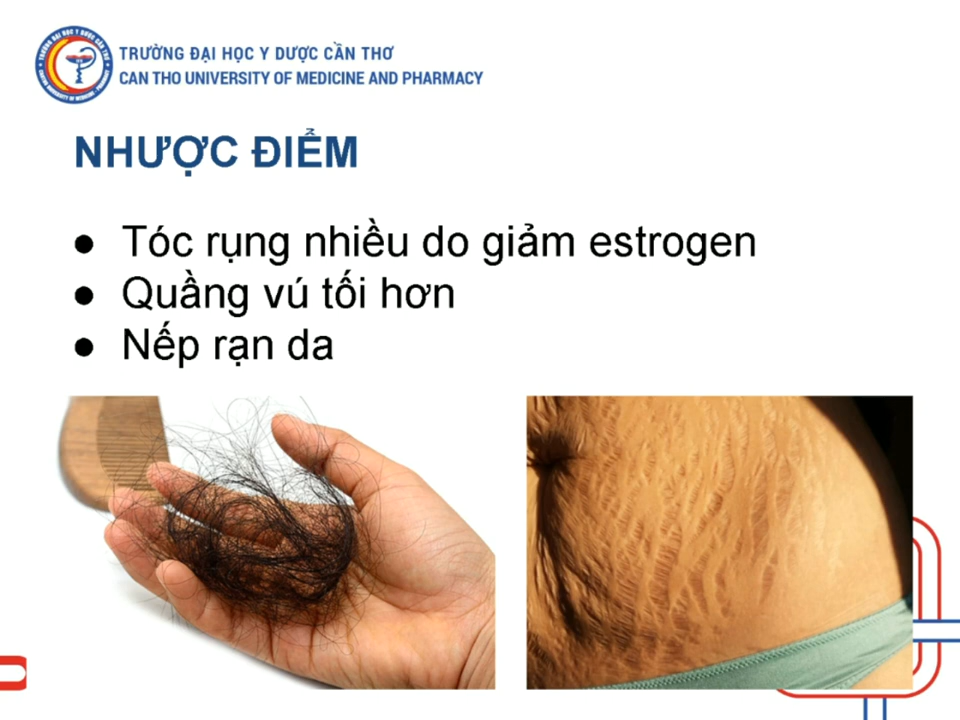 TRƯỜNG ĐẠI HỌC Y DƯỢC CẦN THƠ
CAN THO UNIVERSITY OF MEDICINE AND PHARMACY
NHƯỢC ĐIỂM
● Tóc rụng nhiều do giảm estrogen
● Quầng vú tối hơn
● Nếp rạn da